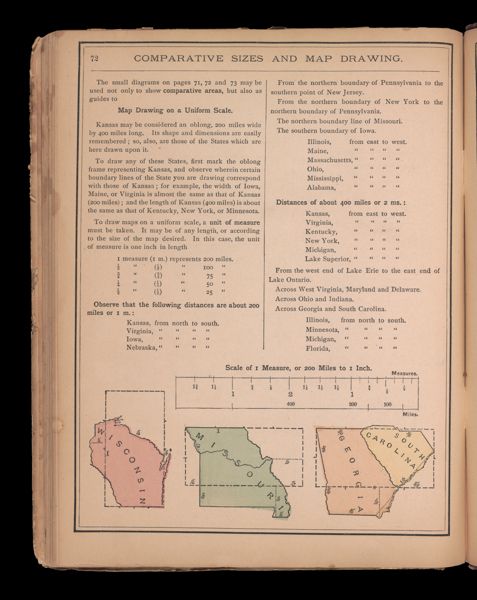 72
COMPARATIVE SIZES AND MAP DRAWING.
The small diagrams on pages 71, 72 and 73 may be
used not only to show comparative areas, but also as
guides to
Map Drawing on a Uniform Scale.
Kansas may be considered an oblong, 200 miles wide
by 400 miles long. Its shape and dimensions are easily
remembered; so, also, are those of the States which are
here drawn upon it.
To draw any of these States, first mark the oblong
frame representing Kansas, and observe wherein certain
boundary lines of the State you are drawing correspond
with those of Kansas; for example, the width of Iowa,
Maine, or Virginia is almost the same as that of Kansas
(200 miles); and the length of Kansas (400 miles) is about
the same as that of Kentucky, New York, or Minnesota.
To draw maps on a uniform scale, a unit of measure
must be taken. It may be of any length, or according
to the size of the map desired. In this case, the unit
of measure is one inch in length
1 measure (1 m.) represents 200 miles.
½ " (½) " 100 "
" " 75 "
¼ " (¼) " 50 "
⅛ " (⅛) " 25 "
Observe that the following distances are about 200
miles or 1 m.:
Kansas, from north to south.
Virginia, " " " "
Iowa, " " " "
Nebraska, " " " "
From the northern boundary of Pennsylvania to the
southern point of New Jersey.
From the northern boundary of New York to the
northern boundary of Pennsylvania.
The northern boundary line of Missouri.
The southern boundary of Iowa.
Illinois, from east to west.
Maine, " " " "
Massachusetts, " " " "
Ohio, " " " "
Mississippi, " " " "
Alabama, " " " "
Distances of about 400 miles or 2 ms.:
Kansas, from east to west.
Virginia, " " " "
Kentucky, " " " "
New York, " " " "
Michigan, " " " "
Lake Superior, " " " "
From the west end of Lake Erie to the east end of
Lake Ontario.
Across West Virginia, Maryland and Delaware.
Across Ohio and Indiana.
Across Georgia and South Carolina.
Illinois, from north to south.
Minnesota, " " " "
Michigan, " " " "
Florida, " " " "
Scale of 1 Measure, or 200 Miles to 1 Inch.
Measures.
1 2 1
400 200 100
Miles.
WISCONSIN
MISSOURI
GEORGIA
SOUTH
CAROLINA